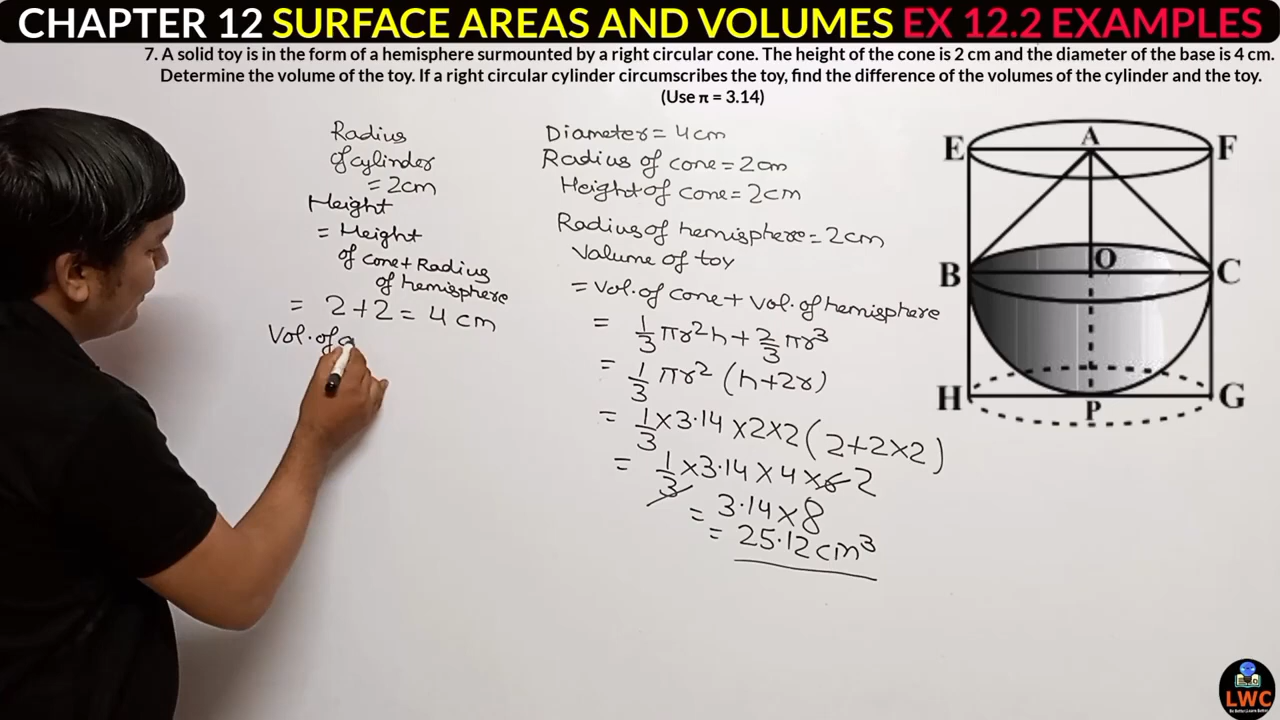 CHAPTER 12 SURFACE AREAS AND VOLUMES EX 12.2 EXAMPLES
7. A solid toy is in the form of a hemisphere surmounted by a right circular cone. The height of the cone is 2 cm and the diameter of the base is 4 cm.
Determine the volume of the toy. If a right circular cylinder circumscribes the toy, find the difference of the volumes of the cylinder and the toy.
(Use π = 3.14)
Radius
of cylinder
= 2cm
Height
= Height
of cone + Radius
of hemisphere
= 2 + 2 = 4 cm
Vol. of
Diameter = 4cm
Radius of cone = 2cm
Height of cone = 2cm
Radius of hemisphere = 2cm
Volume of toy
= Vol. of cone + Vol. of hemisphere
= 1/3 πr²h + 2/3 πr³
= 1/3 πr² (h+2r)
= 1/3 × 3.14 × 2×2 (2+2×2)
= 1/3 × 3.14 × 4 × 6 2
= 3.14 × 8
= 25.12 cm³
E A F
B O C
H P G
LWC